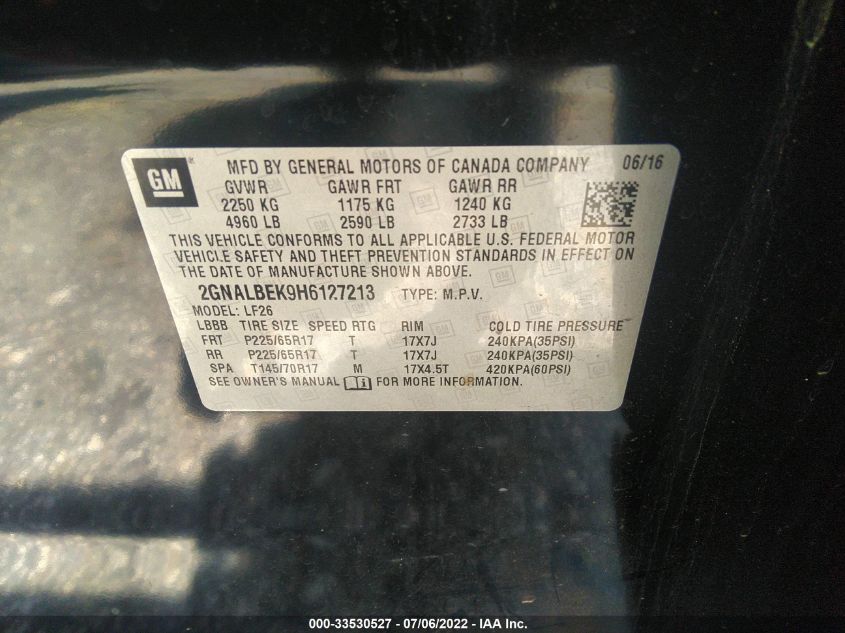 GM MFD BY GENERAL MOTORS OF CANADA COMPANY 06/16
GVWR GAWR FRT GAWR RR
2250 KG 1175 KG 1240 KG
4960 LB 2590 LB 2733 LB
THIS VEHICLE CONFORMS TO ALL APPLICABLE U.S. FEDERAL MOTOR
VEHICLE SAFETY AND THEFT PREVENTION STANDARDS IN EFFECT ON
THE DATE OF MANUFACTURE SHOWN ABOVE.
2GNALBEK9H6127213 TYPE: M.P.V.
MODEL: LF26
LBBB TIRE SIZE SPEED RTG RIM COLD TIRE PRESSURE
FRT P225/65R17 T 17X7J 240KPA(35PSI)
RR P225/65R17 T 17X7J 240KPA(35PSI)
SPA T145/70R17 M 17X4.5T 420KPA(60PSI)
SEE OWNER'S MANUAL FOR MORE INFORMATION.
000-33530527 - 07/06/2022 - IAA Inc.